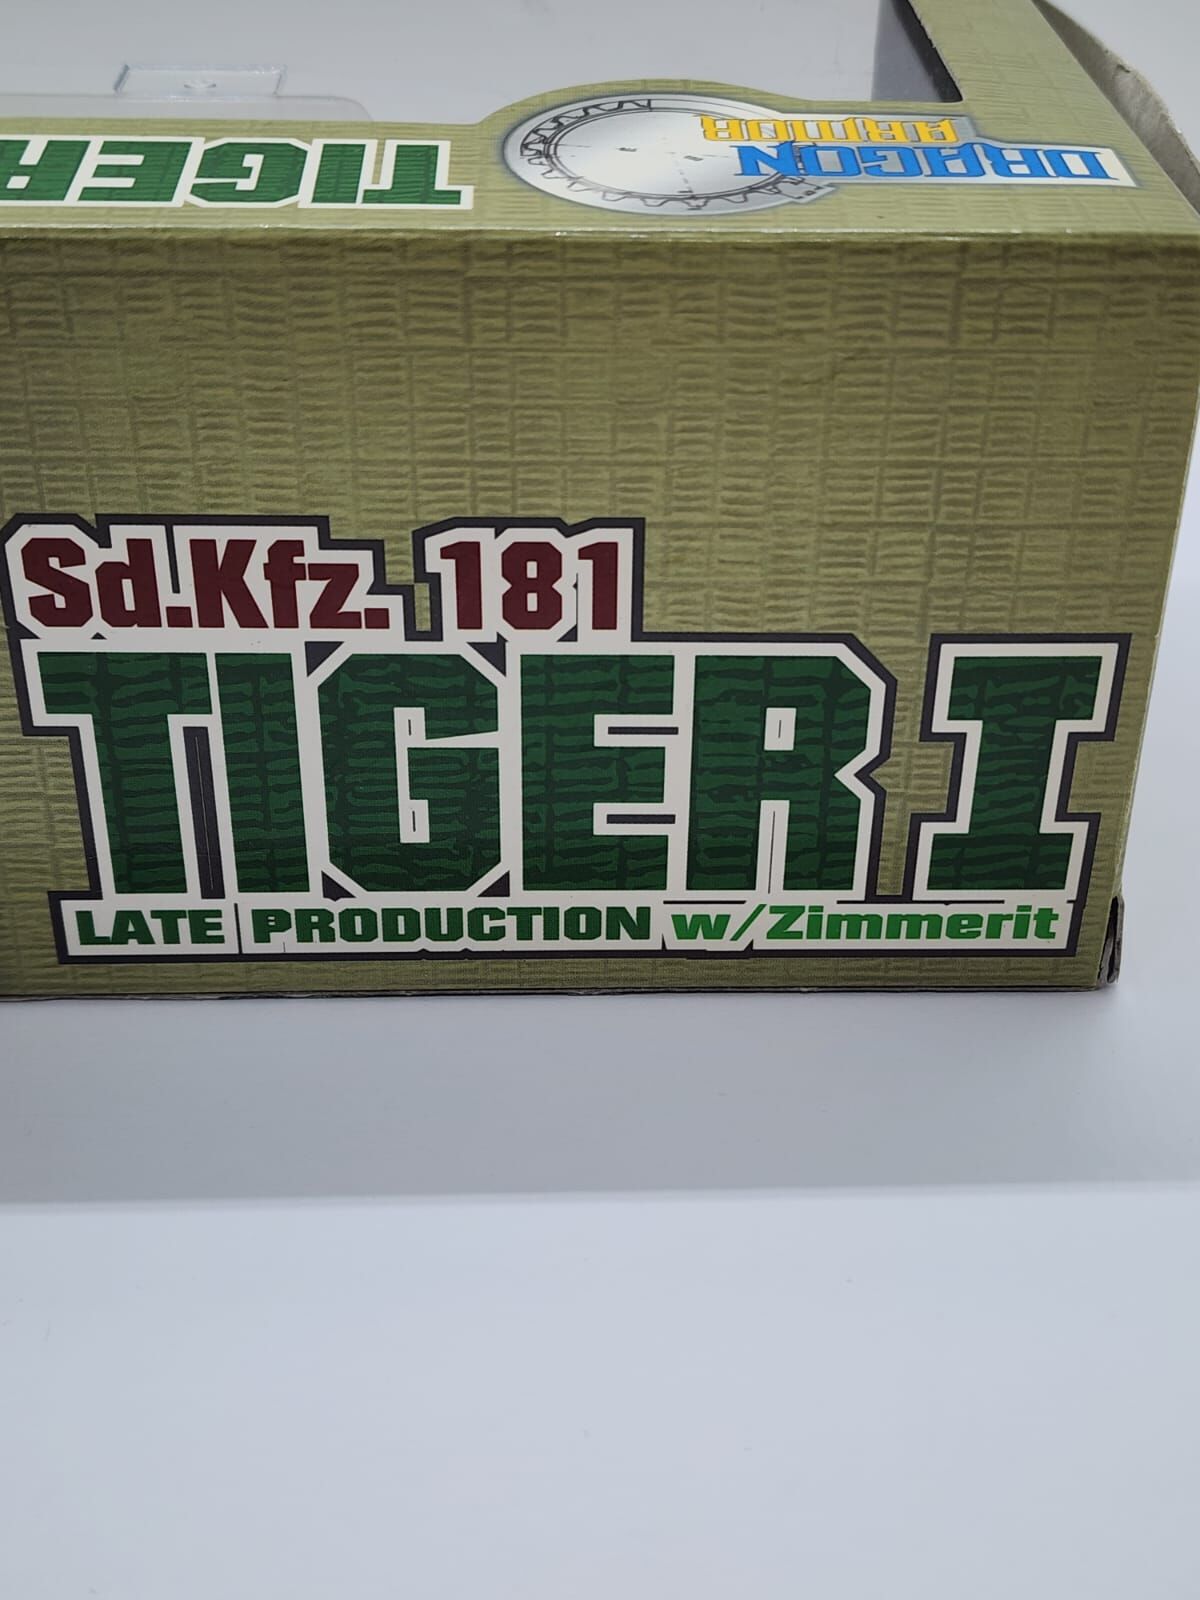 DRAGON
ARMOR
TIGER
Sd.Kfz. 181
TIGER I
LATE PRODUCTION w/Zimmerit